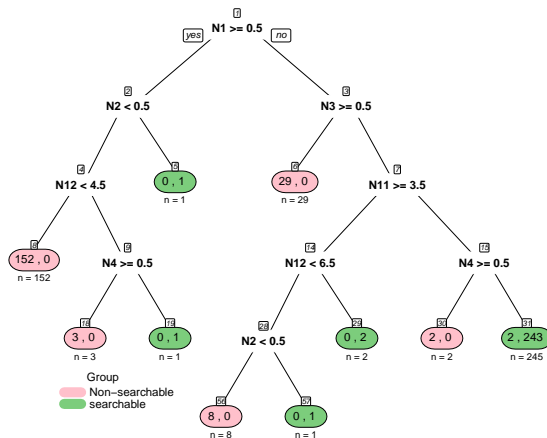 1
N1 >= 0.5
yes
no
2
N2 < 0.5
3
N3 >= 0.5
4
N12 < 4.5
5
0 , 1
n = 1
6
29 , 0
n = 29
7
N11 >= 3.5
8
152 , 0
n = 152
9
N4 >= 0.5
14
N12 < 6.5
15
N4 >= 0.5
18
3 , 0
n = 3
19
0 , 1
n = 1
28
N2 < 0.5
29
0 , 2
n = 2
30
2 , 0
n = 2
31
2 , 243
n = 245
56
8 , 0
n = 8
57
0 , 1
n = 1
Group
Non–searchable
searchable